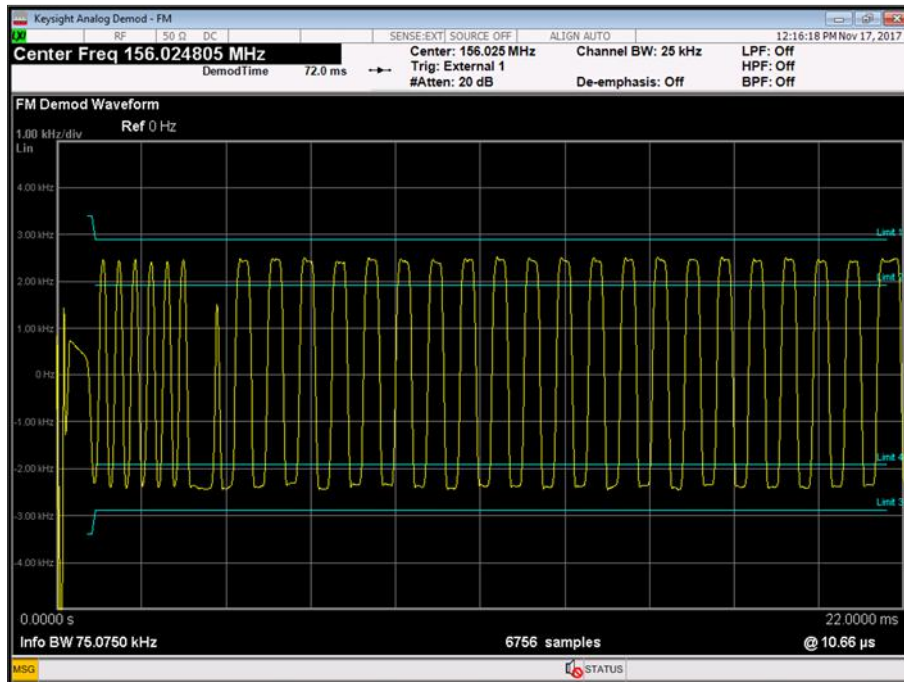 Keysight Analog Demod - FM
LXI RF 50 Ω DC SENSE:EXT SOURCE OFF ALIGN AUTO 12:16:18 PM Nov 17, 2017
Center Freq 156.024805 MHz Center: 156.025 MHz Channel BW: 25 kHz LPF: Off
DemodTime 72.0 ms Trig: External 1 HPF: Off
#Atten: 20 dB De-emphasis: Off BPF: Off
FM Demod Waveform
1.00 kHz/div Ref 0 Hz
Lin
4.00 kHz
3.00 kHz
Limit 1
2.00 kHz
Limit 2
1.00 kHz
0 Hz
-1.00 kHz
-2.00 kHz
Limit 4
-3.00 kHz
Limit 3
-4.00 kHz
0.0000 s 22.0000 ms
Info BW 75.0750 kHz 6756 samples @ 10.66 µs
MSG STATUS